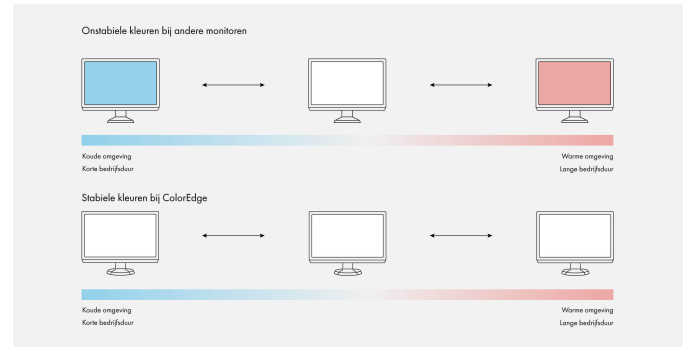 Onstabiele kleuren bij andere monitoren
Koude omgeving
Korte bedrijfsduur
Warme omgeving
Lange bedrijfsduur
Stabiele kleuren bij ColorEdge
Koude omgeving
Korte bedrijfsduur
Warme omgeving
Lange bedrijfsduur